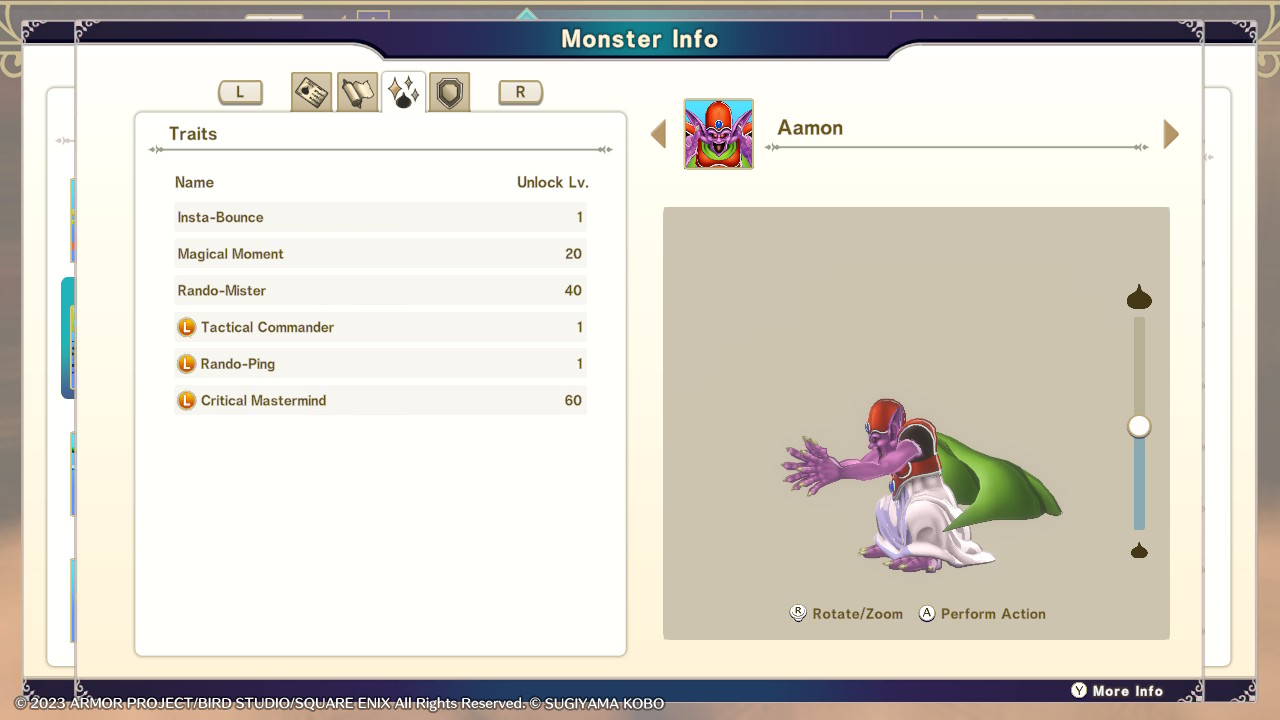 Monster Info
L
R
Traits
Name Unlock Lv.
Insta-Bounce 1
Magical Moment 20
Rando-Mister 40
L Tactical Commander 1
L Rando-Ping 1
L Critical Mastermind 60
Aamon
R Rotate/Zoom A Perform Action
Y More Info
© 2023 ARMOR PROJECT/BIRD STUDIO/SQUARE ENIX All Rights Reserved. © SUGIYAMA KOBO